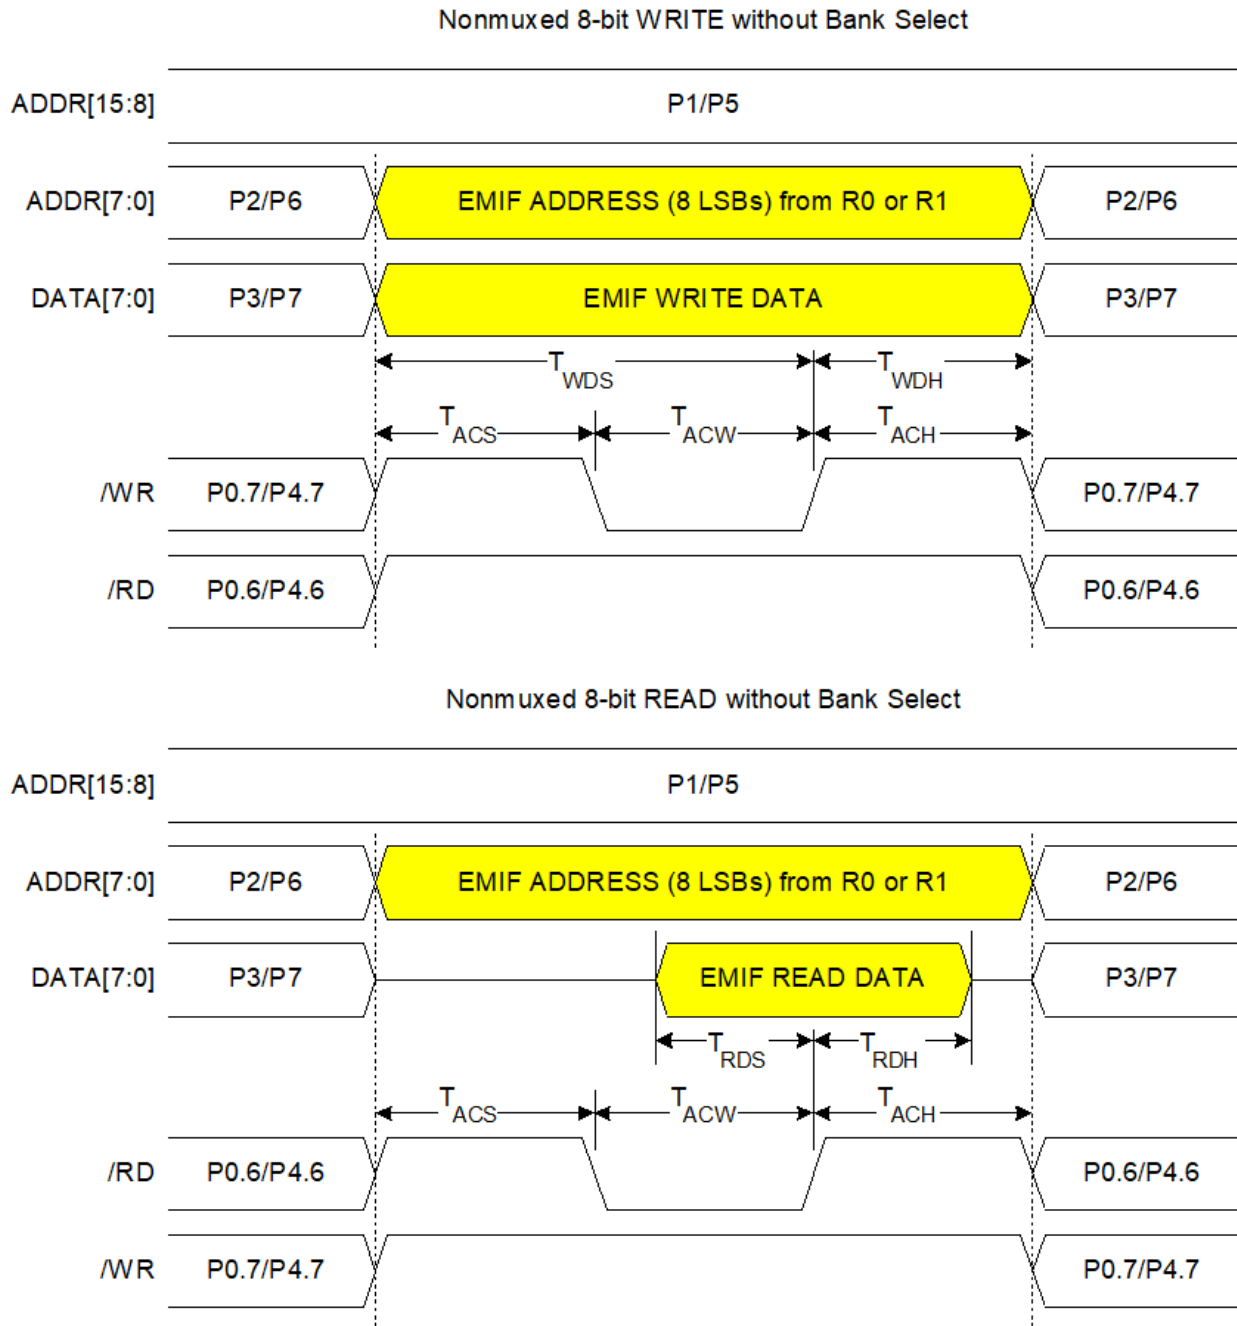 Nonmuxed 8-bit WRITE without Bank Select
ADDR[15:8] P1/P5
ADDR[7:0] P2/P6 EMIF ADDRESS (8 LSBs) from R0 or R1 P2/P6
DATA[7:0] P3/P7 EMIF WRITE DATA P3/P7
TWDS TWDH
TACS TACW TACH
/WR P0.7/P4.7 P0.7/P4.7
/RD P0.6/P4.6 P0.6/P4.6
Nonmuxed 8-bit READ without Bank Select
ADDR[15:8] P1/P5
ADDR[7:0] P2/P6 EMIF ADDRESS (8 LSBs) from R0 or R1 P2/P6
DATA[7:0] P3/P7 EMIF READ DATA P3/P7
TRDS TRDH
TACS TACW TACH
/RD P0.6/P4.6 P0.6/P4.6
/WR P0.7/P4.7 P0.7/P4.7